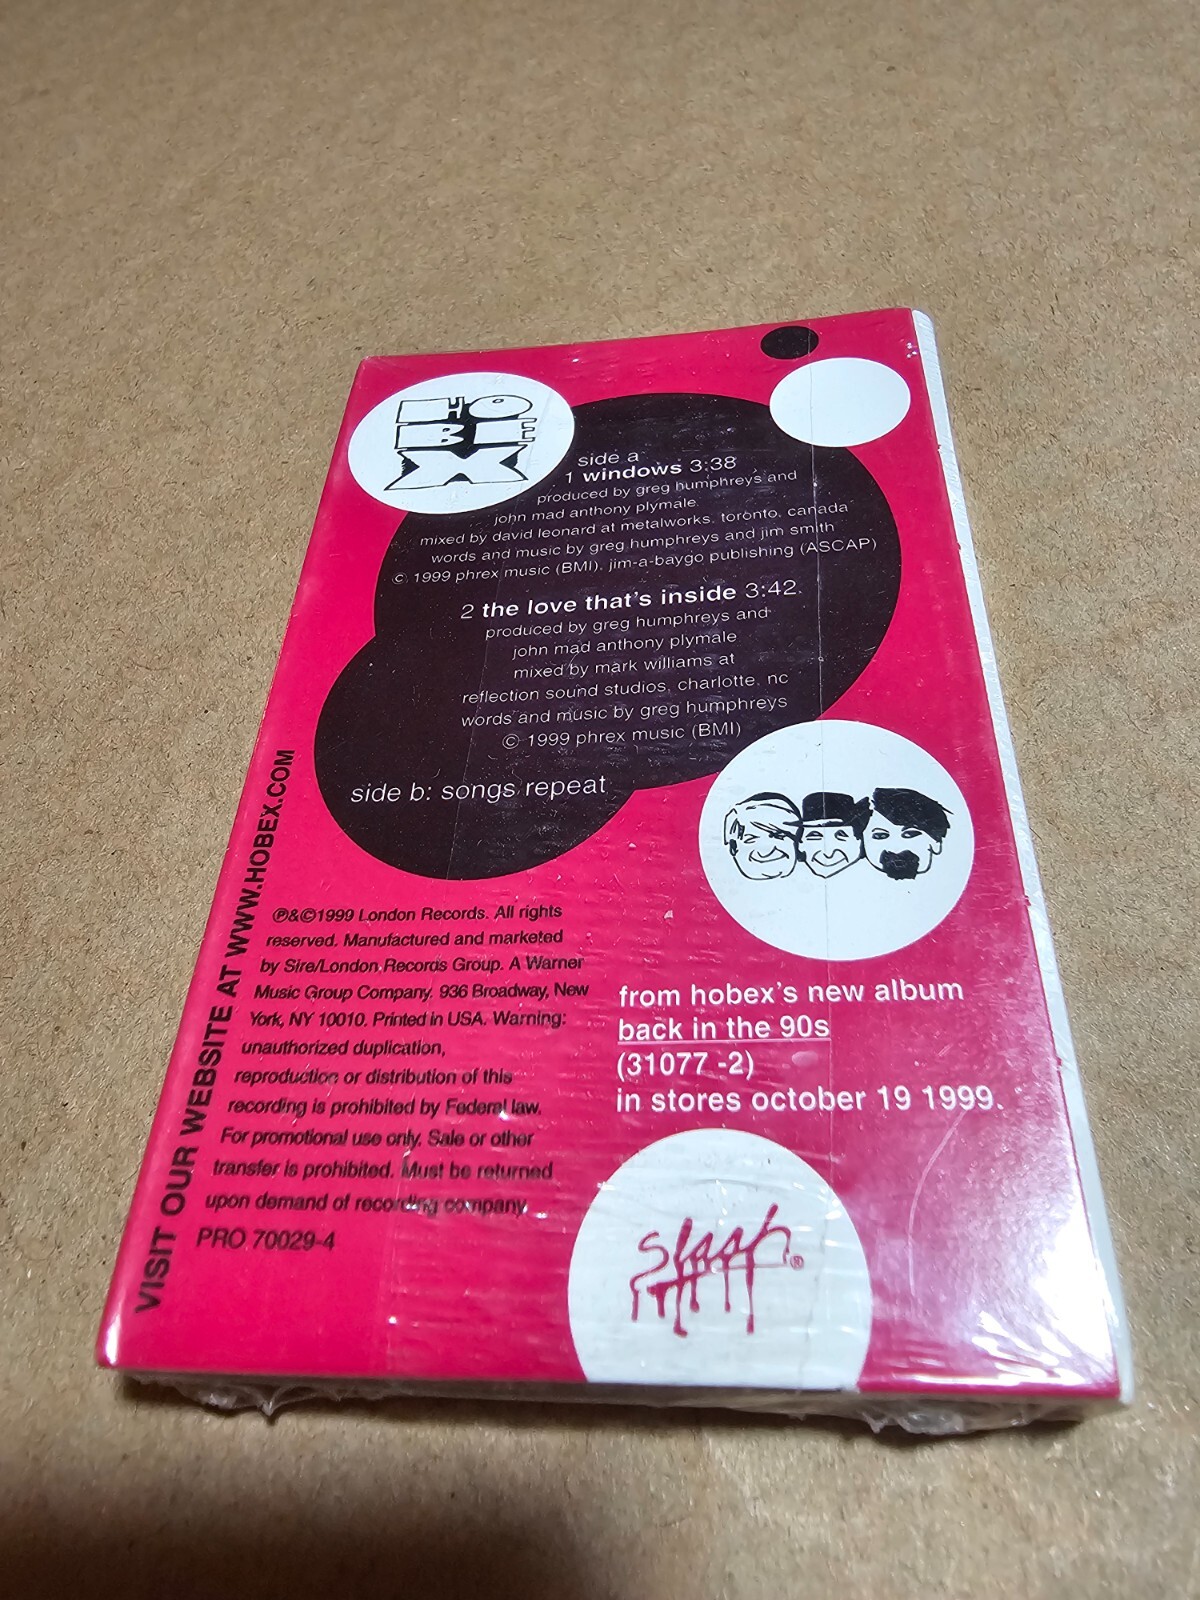 HOBEX
side a
1 windows 3:38
produced by greg humphreys and
john mad anthony plymale
mixed by david leonard at metalworks, toronto, canada
words and music by greg humphreys and jim smith
© 1999 phrex music (BMI), jim-a-baygo publishing (ASCAP)
2 the love that's inside 3:42
produced by greg humphreys and
john mad anthony plymale
mixed by mark williams at
reflection sound studios, charlotte, nc
words and music by greg humphreys
© 1999 phrex music (BMI)
side b: songs repeat
VISIT OUR WEBSITE AT WWW.HOBEX.COM
℗&©1999 London Records. All rights
reserved. Manufactured and marketed
by Sire/London Records Group. A Warner
Music Group Company. 936 Broadway, New
York, NY 10010. Printed in USA. Warning:
unauthorized duplication,
reproduction or distribution of this
recording is prohibited by Federal law.
For promotional use only. Sale or other
transfer is prohibited. Must be returned
upon demand of recording company.
PRO 70029-4
from hobex's new album
back in the 90s
(31077 -2)
in stores october 19 1999.
slash®